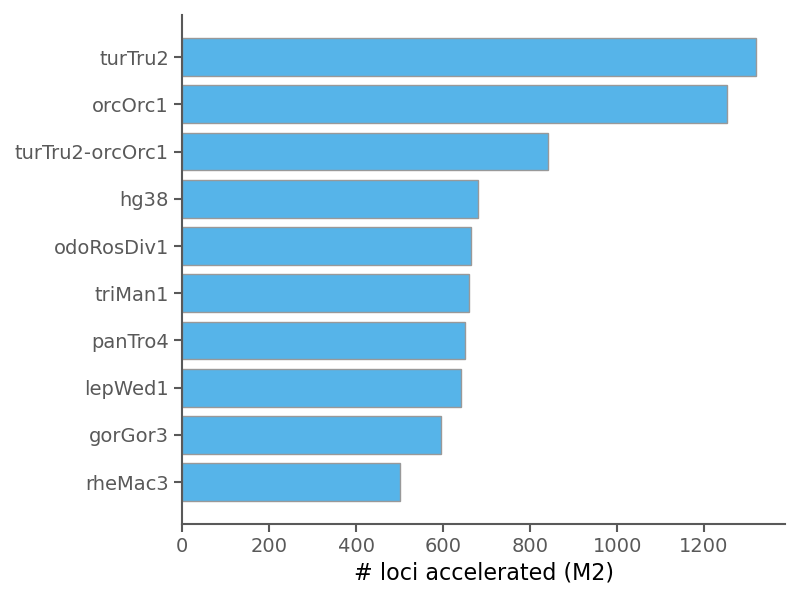 turTru2
orcOrc1
turTru2-orcOrc1
hg38
odoRosDiv1
triMan1
panTro4
lepWed1
gorGor3
rheMac3
0 200 400 600 800 1000 1200
# loci accelerated (M2)